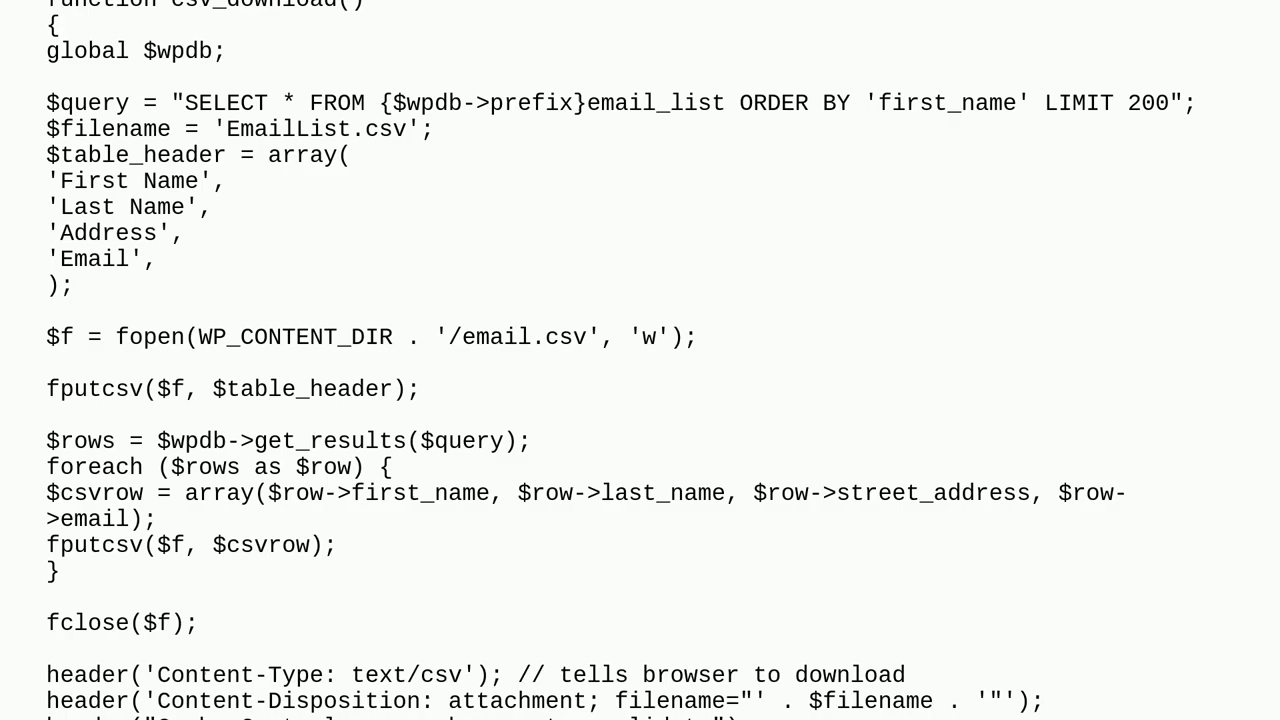 function csv_download()
{
global $wpdb;
$query = "SELECT * FROM {$wpdb->prefix}email_list ORDER BY 'first_name' LIMIT 200";
$filename = 'EmailList.csv';
$table_header = array(
'First Name',
'Last Name',
'Address',
'Email',
);
$f = fopen(WP_CONTENT_DIR . '/email.csv', 'w');
fputcsv($f, $table_header);
$rows = $wpdb->get_results($query);
foreach ($rows as $row) {
$csvrow = array($row->first_name, $row->last_name, $row->street_address, $row-
>email);
fputcsv($f, $csvrow);
}
fclose($f);
header('Content-Type: text/csv'); // tells browser to download
header('Content-Disposition: attachment; filename="' . $filename . '"');